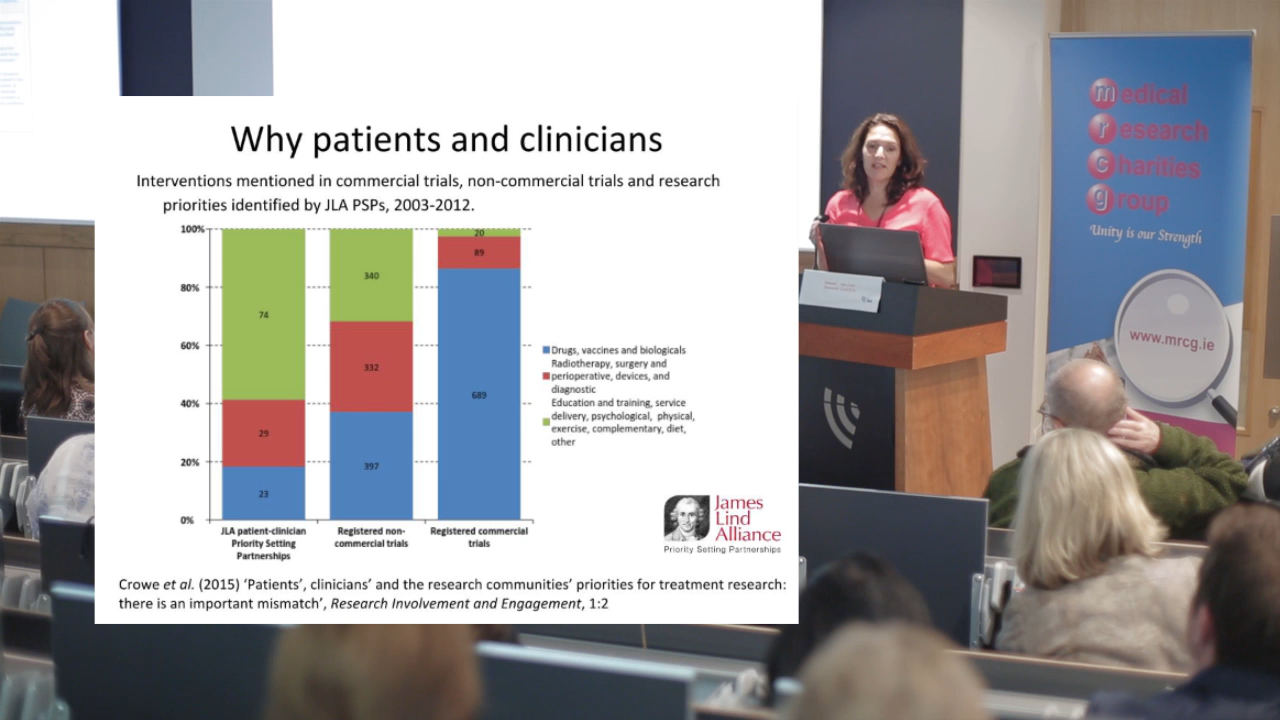 Why patients and clinicians
Interventions mentioned in commercial trials, non-commercial trials and research
priorities identified by JLA PSPs, 2003-2012.
100%
80%
60%
40%
20%
0%
74
29
23
340
332
397
20
89
689
JLA patient-clinician
Priority Setting
Partnerships
Registered non-
commercial trials
Registered commercial
trials
Drugs, vaccines and biologicals
Radiotherapy, surgery and
perioperative, devices, and
diagnostic
Education and training, service
delivery, psychological, physical,
exercise, complementary, diet,
other
James
Lind
Alliance
Priority Setting Partnerships
Crowe et al. (2015) ‘Patients’, clinicians’ and the research communities’ priorities for treatment research:
there is an important mismatch’, Research Involvement and Engagement, 1:2
medical
research
Charities
group
Unity is our Strength
www.mrcg.ie